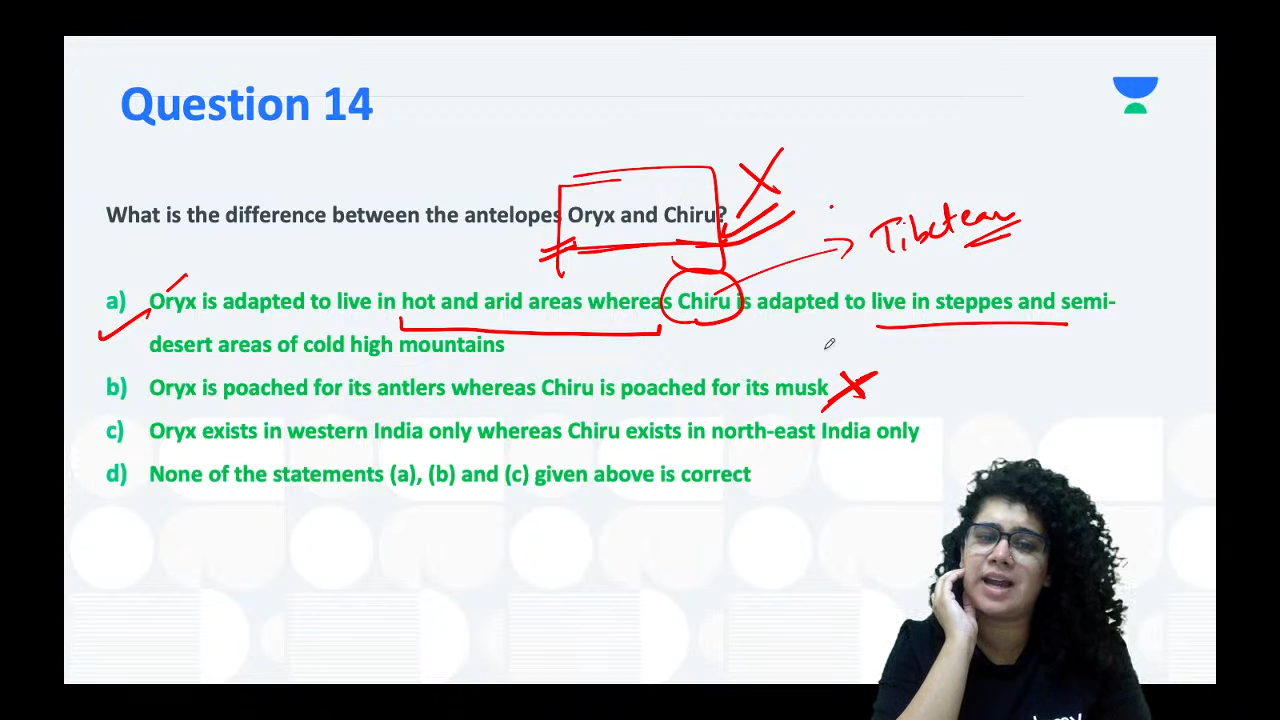 Question 14
What is the difference between the antelopes Oryx and Chiru?
Tibetean
a) Oryx is adapted to live in hot and arid areas whereas Chiru is adapted to live in steppes and semi-
desert areas of cold high mountains
b) Oryx is poached for its antlers whereas Chiru is poached for its musk
c) Oryx exists in western India only whereas Chiru exists in north-east India only
d) None of the statements (a), (b) and (c) given above is correct